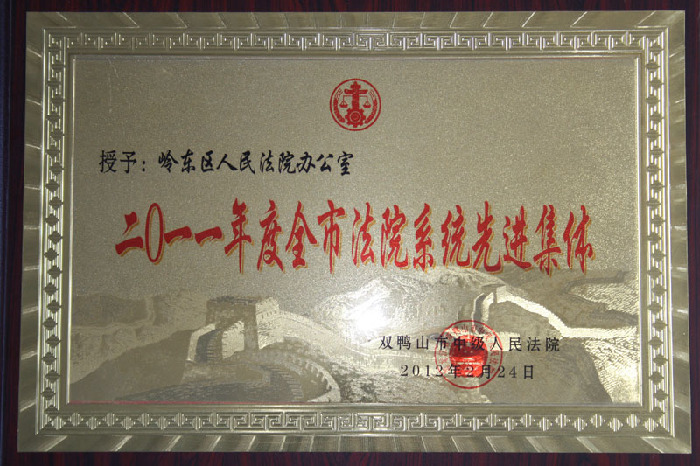 授予：岭东区人民法院办公室
二〇一一年度全市法院系统先进集体
双鸭山市中级人民法院
2012年2月24日